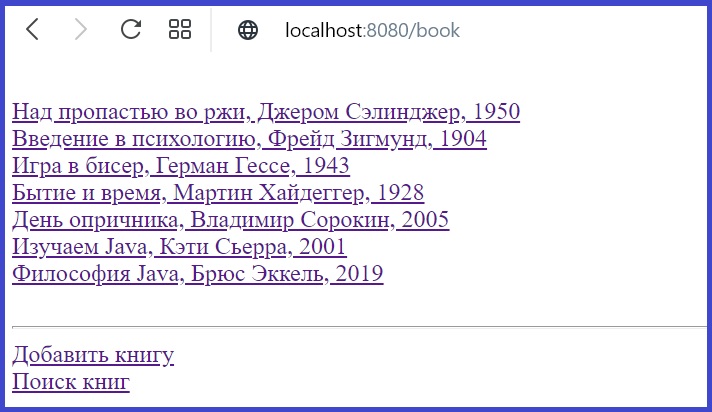 localhost:8080/book
Над пропастью во ржи, Джером Сэлинджер, 1950
Введение в психологию, Фрейд Зигмунд, 1904
Игра в бисер, Герман Гессе, 1943
Бытие и время, Мартин Хайдеггер, 1928
День опричника, Владимир Сорокин, 2005
Изучаем Java, Кэти Сьерра, 2001
Философия Java, Брюс Эккель, 2019
Добавить книгу
Поиск книг